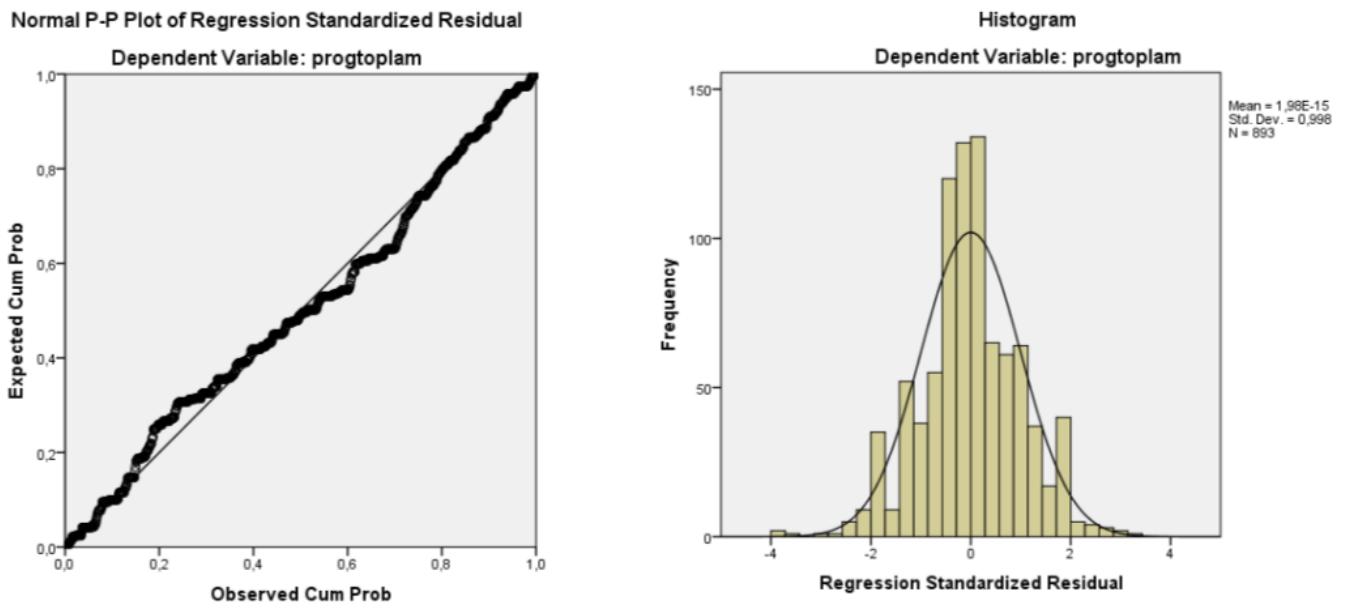 Normal P-P Plot of Regression Standardized Residual
Dependent Variable: progtoplam
1,0
0,8
0,6
0,4
0,2
0,0
0,0 0,2 0,4 0,6 0,8 1,0
Expected Cum Prob
Observed Cum Prob
Histogram
Dependent Variable: progtoplam
150
100
50
0
-4 -2 0 2 4
Frequency
Regression Standardized Residual
Mean = 1,98E-15
Std. Dev. = 0,998
N = 893